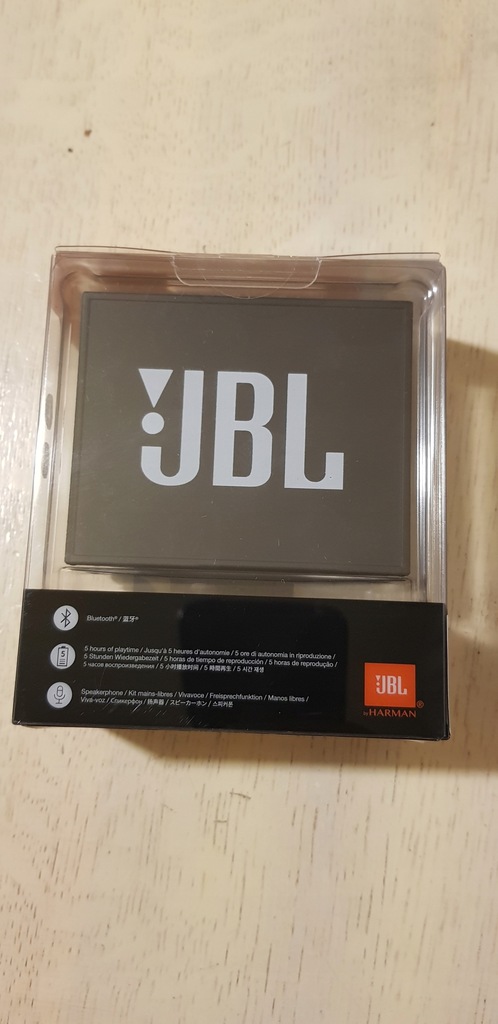 JBL
Bluetooth® / 蓝牙®
5
5 hours of playtime / Jusqu'à 5 heures d'autonomie / 5 ore di autonomia in riproduzione /
5 Stunden Wiedergabezeit / 5 horas de tiempo de reproducción / 5 horas de reprodução /
5 часов воспроизведения / 5 小时播放时间 / 5 時間再生 / 5 시간 재생
Speakerphone / Kit mains-libres / Vivavoce / Freisprechfunktion / Manos libres /
Viva-voz / Спикерфон / 扬声器 / スピーカーホン / 스피커폰
JBL®
by HARMAN